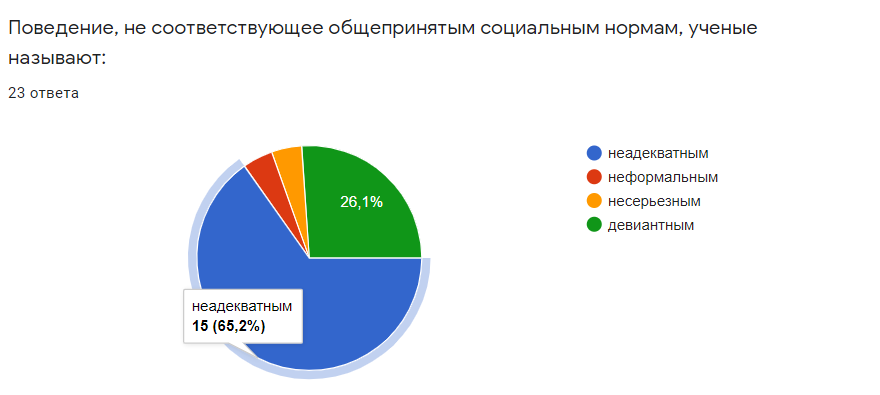 Поведение, не соответствующее общепринятым социальным нормам, ученые
называют:
23 ответа
26,1%
неадекватным
15 (65,2%)
неадекватным
неформальным
несерьезным
девиантным